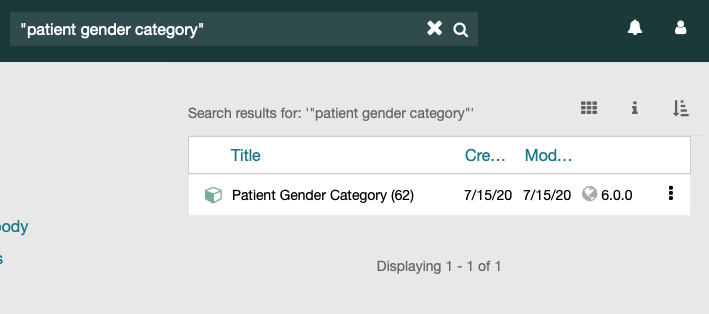 "patient gender category"
Search results for: '"patient gender category"'
Title Cre... Mod...
Patient Gender Category (62) 7/15/20 7/15/20 6.0.0
ody
s
Displaying 1 - 1 of 1